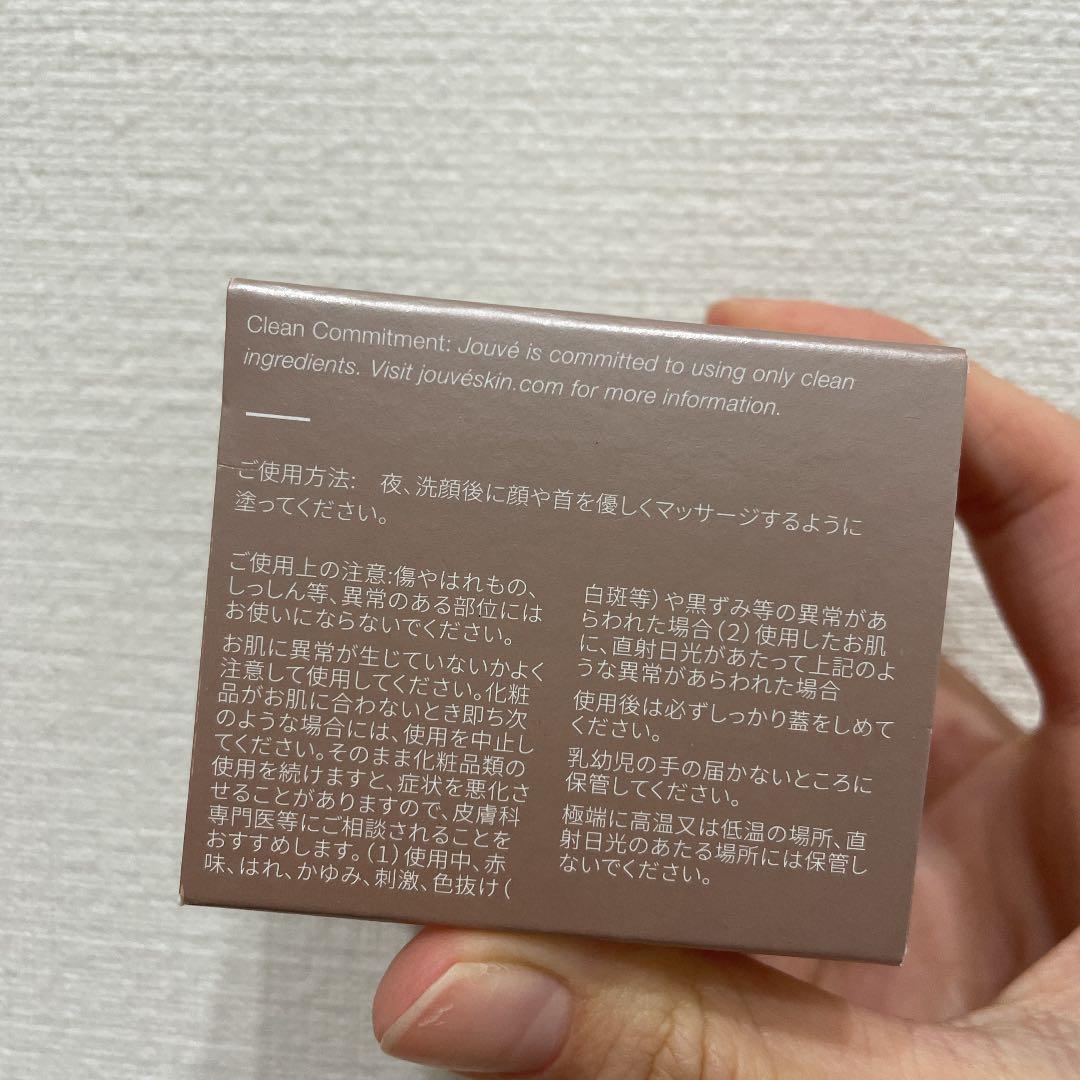 Clean Commitment: Jouvé is committed to using only clean
ingredients. Visit jouvéskin.com for more information.
ご使用方法:　夜、洗顔後に顔や首を優しくマッサージするように
塗ってください。
ご使用上の注意:傷やはれもの、
しっしん等、異常のある部位には
お使いにならないでください。
お肌に異常が生じていないかよく
注意して使用してください。化粧
品がお肌に合わないとき即ち次
のような場合には、使用を中止し
てください。そのまま化粧品類の
使用を続けますと、症状を悪化さ
せることがありますので、皮膚科
専門医等にご相談されることを
おすすめします。(1)使用中、赤
味、はれ、かゆみ、刺激、色抜け(
白斑等)や黒ずみ等の異常があ
らわれた場合(2)使用したお肌
に、直射日光があたって上記のよ
うな異常があらわれた場合
使用後は必ずしっかり蓋をしめて
ください。
乳幼児の手の届かないところに
保管してください。
極端に高温又は低温の場所、直
射日光のあたる場所には保管し
ないでください。